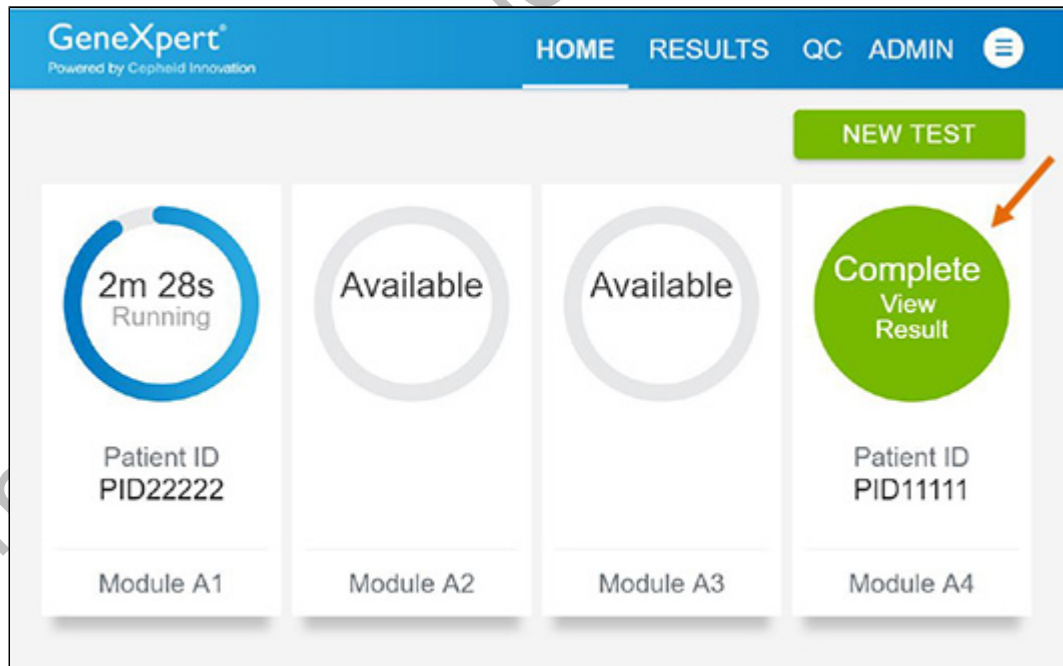 GeneXpert®
Powered by Cepheid Innovation
HOME RESULTS QC ADMIN
NEW TEST
2m 28s
Running
Patient ID
PID22222
Module A1
Available
Module A2
Available
Module A3
Complete
View
Result
Patient ID
PID11111
Module A4